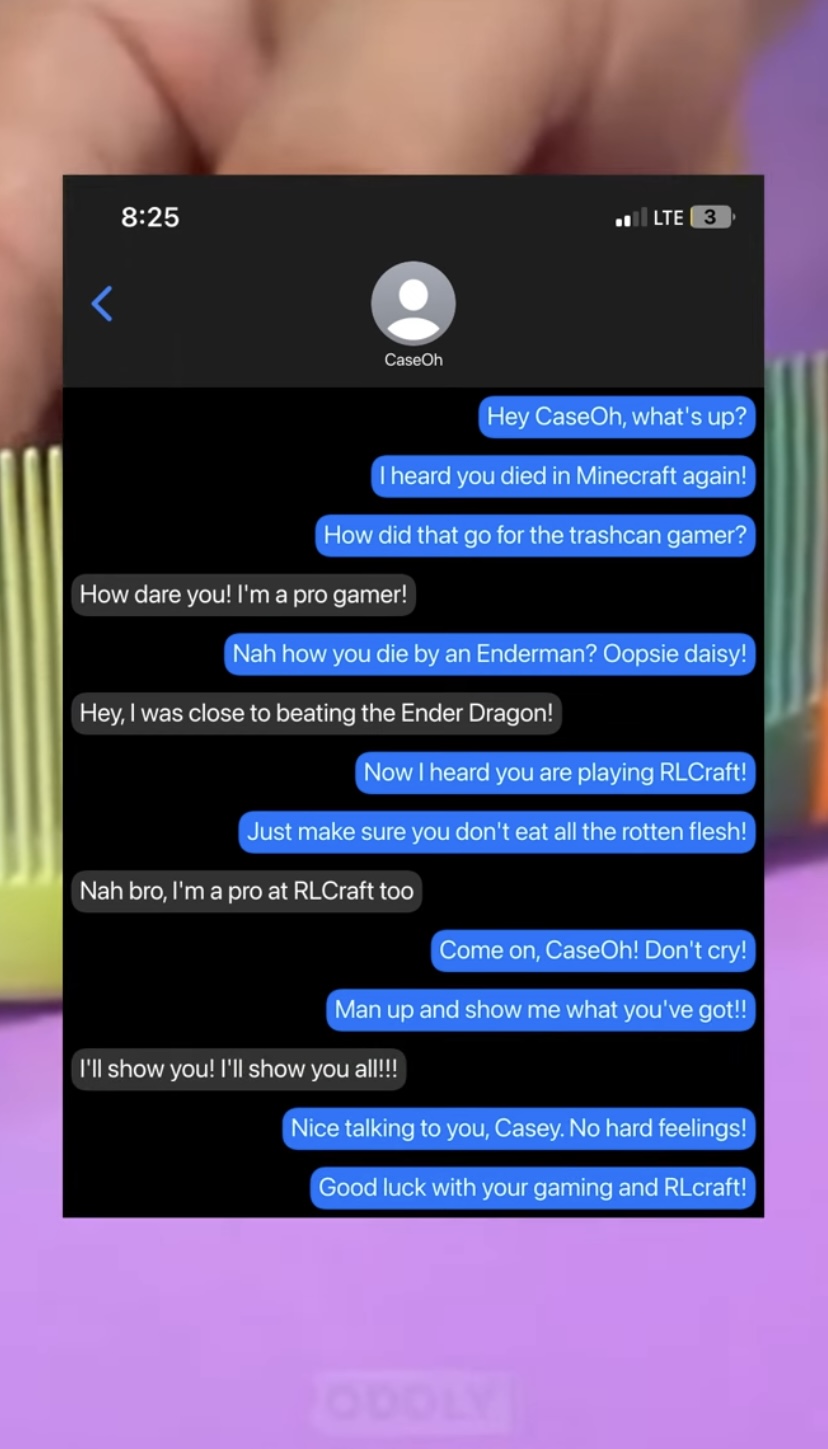 8:25
LTE 3
CaseOh
Hey CaseOh, what's up?
I heard you died in Minecraft again!
How did that go for the trashcan gamer?
How dare you! I'm a pro gamer!
Nah how you die by an Enderman? Oopsie daisy!
Hey, I was close to beating the Ender Dragon!
Now I heard you are playing RLCraft!
Just make sure you don't eat all the rotten flesh!
Nah bro, I'm a pro at RLCraft too
Come on, CaseOh! Don't cry!
Man up and show me what you've got!!
I'll show you! I'll show you all!!!
Nice talking to you, Casey. No hard feelings!
Good luck with your gaming and RLcraft!
ODDLY